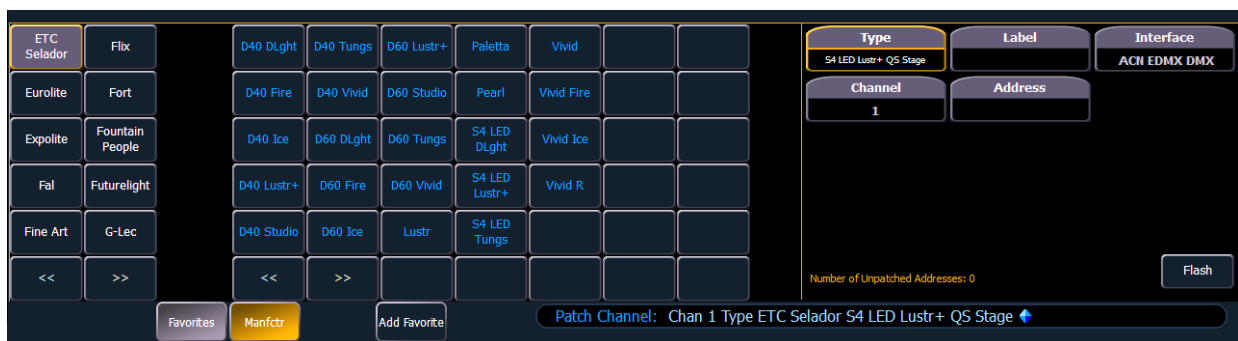 ETC Selador
Flix
D40 DLght
D40 Tungs
D60 Lustr+
Paletta
Vivid
Type
Label
Interface
S4 LED Lustr+ QS Stage
ACN EDMX DMX
Eurolite
Fort
D40 Fire
D40 Vivid
D60 Studio
Pearl
Vivid Fire
Channel
Address
1
Expolite
Fountain People
D40 Ice
D60 DLght
D60 Tungs
S4 LED DLght
Vivid Ice
Fal
Futurelight
D40 Lustr+
D60 Fire
D60 Vivid
S4 LED Lustr+
Vivid R
Fine Art
G-Lec
D40 Studio
D60 Ice
Lustr
S4 LED Tungs
<<
>>
<<
>>
Number of Unpatched Addresses: 0
Flash
Favorites
Manfctr
Add Favorite
Patch Channel: Chan 1 Type ETC Selador S4 LED Lustr+ QS Stage